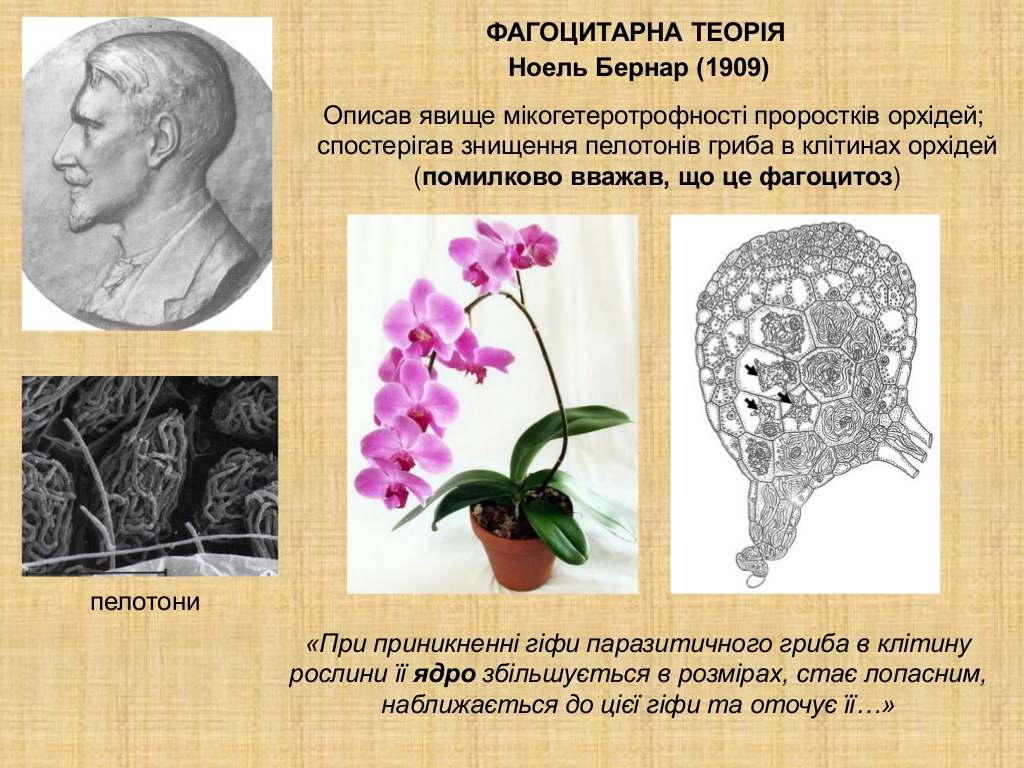 ФАГОЦИТАРНА ТЕОРІЯ
Ноель Бернар (1909)
Описав явище мікогетеротрофності проростків орхідей;
спостерігав знищення пелотонів гриба в клітинах орхідей
(помилково вважав, що це фагоцитоз)
пелотони
«При приникненні гіфи паразитичного гриба в клітину
рослини її ядро збільшується в розмірах, стає лопасним,
наближається до цієї гіфи та оточує її…»